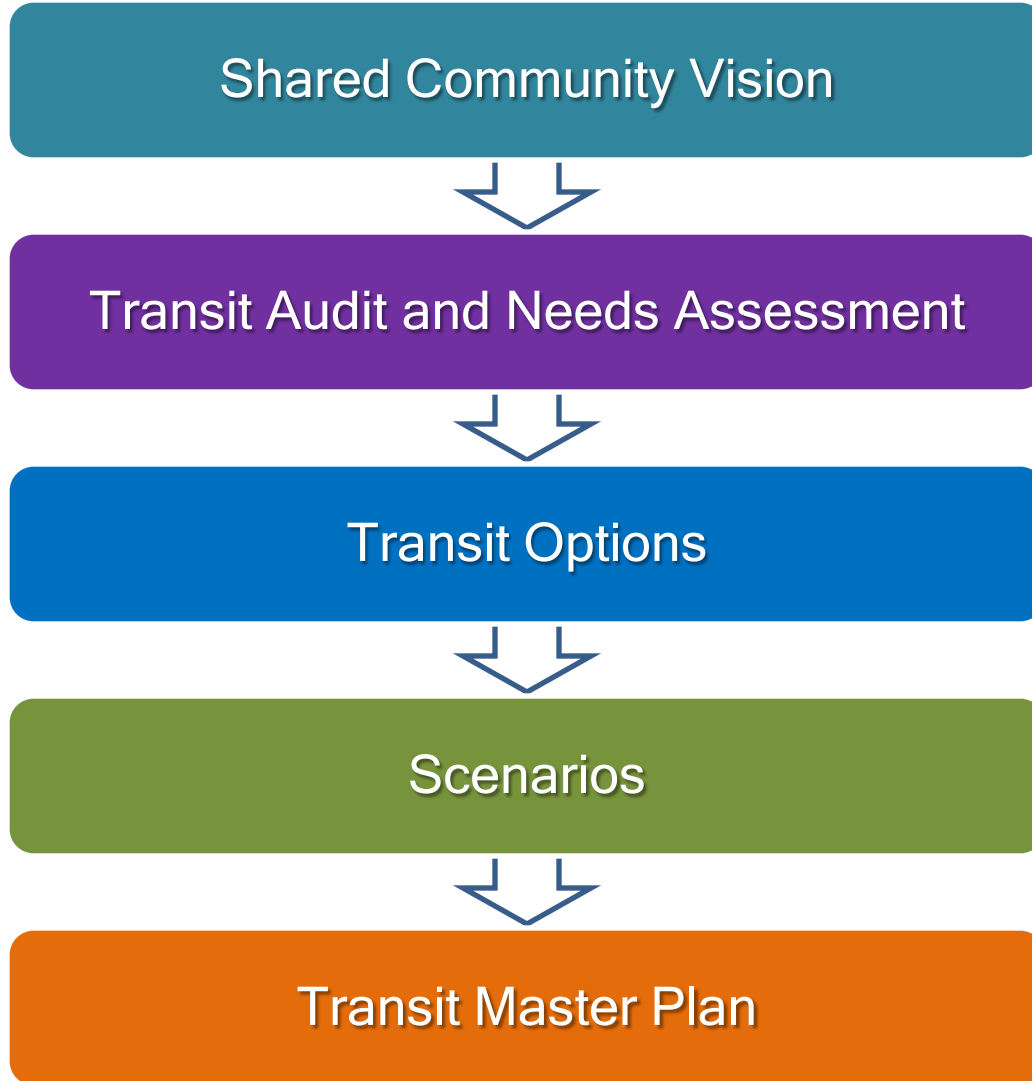 Shared Community Vision
Transit Audit and Needs Assessment
Transit Options
Scenarios
Transit Master Plan